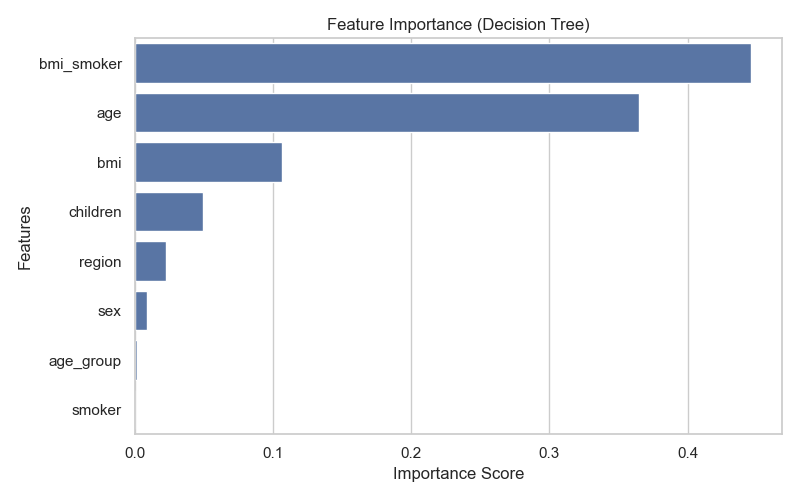 Feature Importance (Decision Tree)
bmi_smoker
age
bmi
children
region
sex
age_group
smoker
Features
0.0 0.1 0.2 0.3 0.4
Importance Score